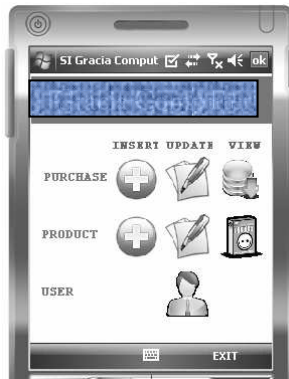 SI Gracia Comput ok
INSERT UPDATE VIEW
PURCHASE
PRODUCT
USER
EXIT